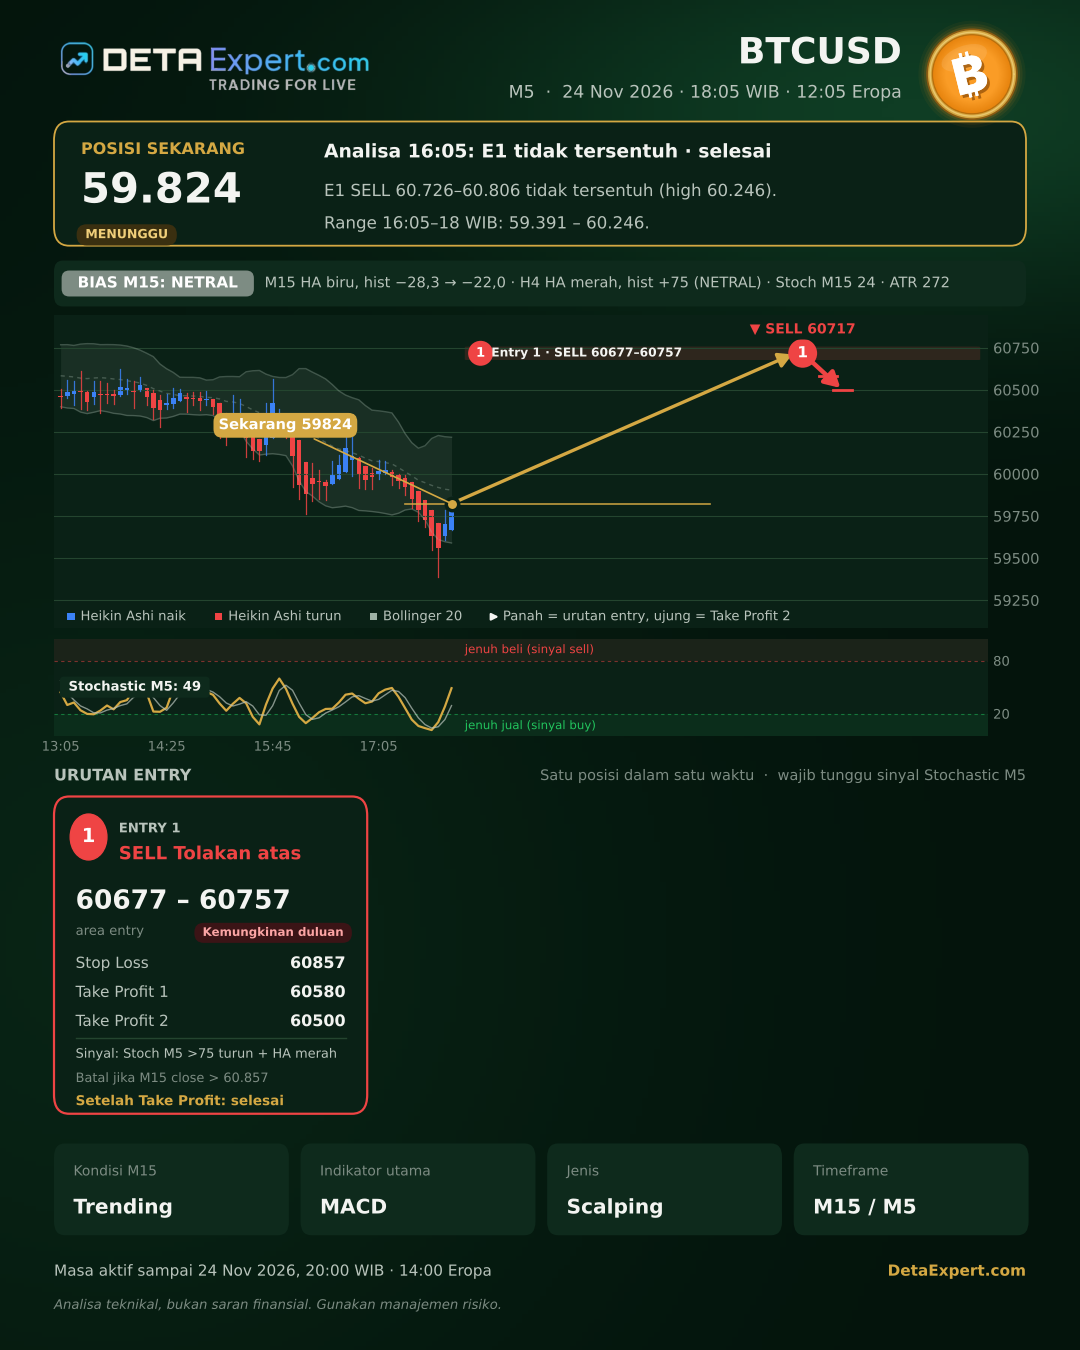 DETA Expert.com
TRADING FOR LIVE
BTCUSD
M5 · 24 Nov 2026 · 18:05 WIB · 12:05 Eropa
POSISI SEKARANG
59.824
MENUNGGU
Analisa 16:05: E1 tidak tersentuh · selesai
E1 SELL 60.726–60.806 tidak tersentuh (high 60.246).
Range 16:05–18 WIB: 59.391 – 60.246.
BIAS M15: NETRAL
M15 HA biru, hist −28,3 → −22,0 · H4 HA merah, hist +75 (NETRAL) · Stoch M15 24 · ATR 272
▼ SELL 60717
1 Entry 1 · SELL 60677–60757
1
Sekarang 59824
60750
60500
60250
60000
59750
59500
59250
Heikin Ashi naik
Heikin Ashi turun
Bollinger 20
Panah = urutan entry, ujung = Take Profit 2
jenuh beli (sinyal sell)
80
Stochastic M5: 49
20
jenuh jual (sinyal buy)
13:05 14:25 15:45 17:05
URUTAN ENTRY
Satu posisi dalam satu waktu · wajib tunggu sinyal Stochastic M5
1
ENTRY 1
SELL Tolakan atas
60677 – 60757
area entry
Kemungkinan duluan
Stop Loss 60857
Take Profit 1 60580
Take Profit 2 60500
Sinyal: Stoch M5 >75 turun + HA merah
Batal jika M15 close > 60.857
Setelah Take Profit: selesai
Kondisi M15
Trending
Indikator utama
MACD
Jenis
Scalping
Timeframe
M15 / M5
Masa aktif sampai 24 Nov 2026, 20:00 WIB · 14:00 Eropa
DetaExpert.com
Analisa teknikal, bukan saran finansial. Gunakan manajemen risiko.